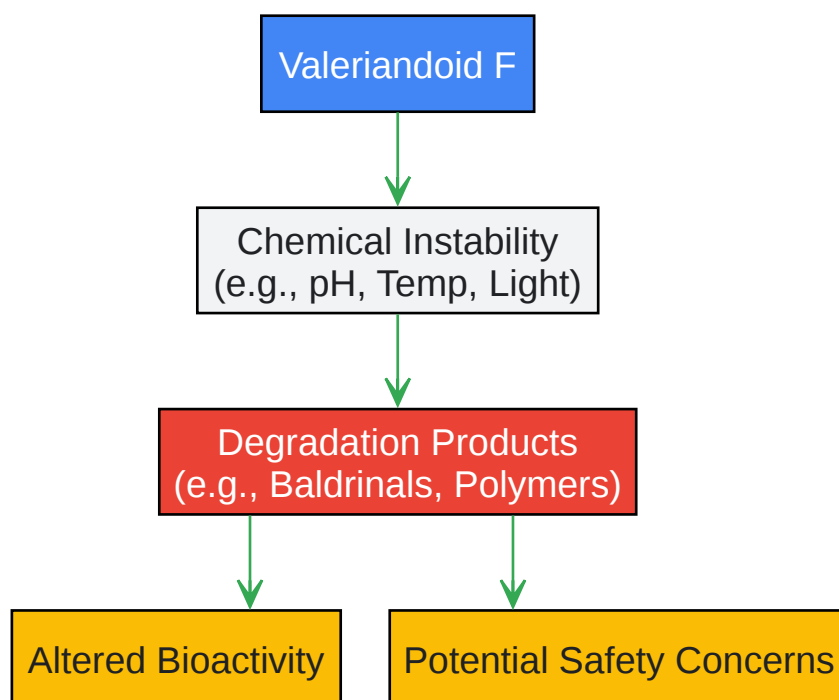 Valeriandoid F
Chemical Instability
(e.g., pH, Temp, Light)
Degradation Products
(e.g., Baldrinals, Polymers)
Altered Bioactivity
Potential Safety Concerns